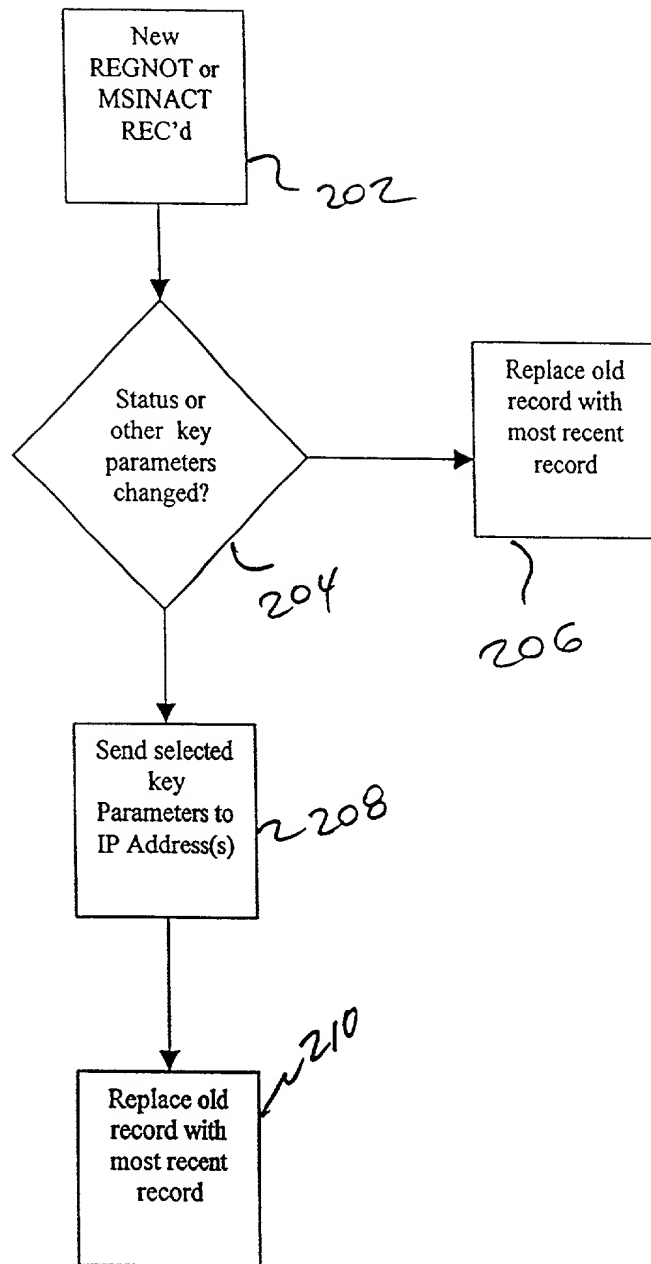 New
REGNOT or
MSINACT
REC'd
202
Status or
other key
parameters
changed?
204
Replace old
record with
most recent
record
206
Send selected
key
Parameters to
IP Address(s)
208
210
Replace old
record with
most recent
record